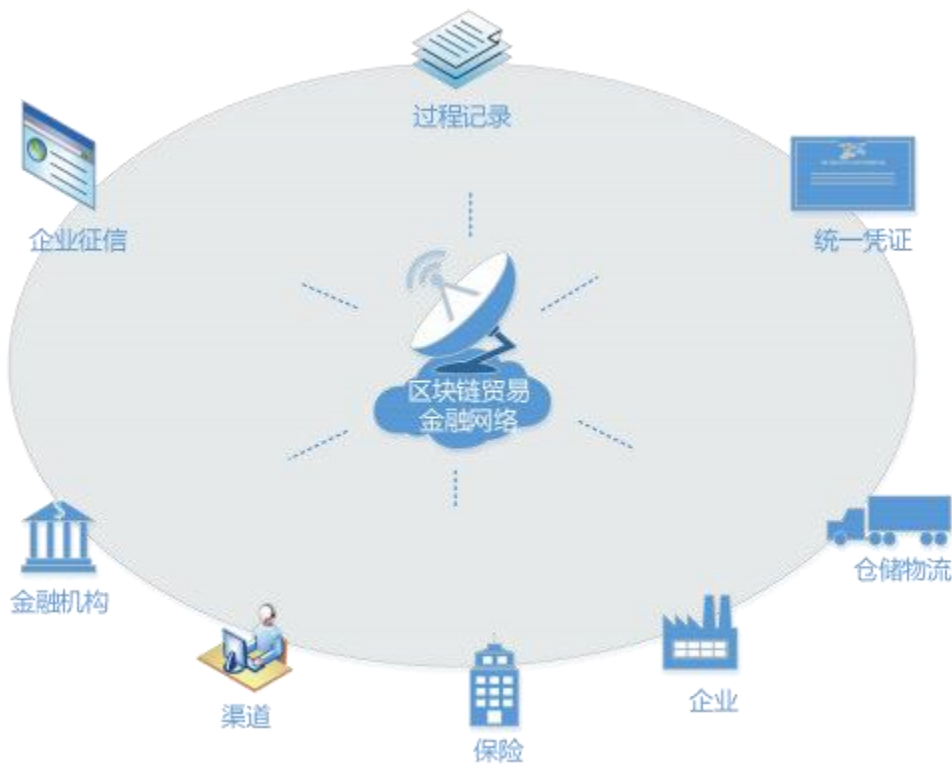 过程记录
企业征信
统一凭证
区块链贸易
金融网络
仓储物流
金融机构
企业
渠道
保险